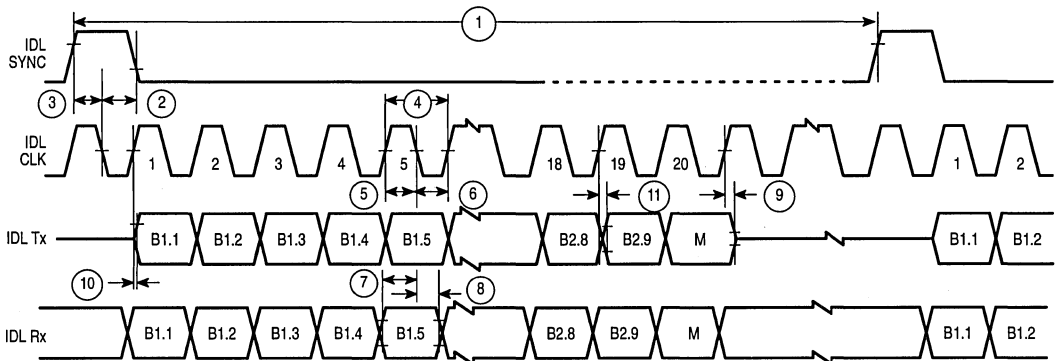 1
IDL SYNC
3 2 4
IDL CLK
1 2 3 4 5 18 19 20 1 2
5 6 11 9
IDL Tx
B1.1 B1.2 B1.3 B1.4 B1.5 B2.8 B2.9 M B1.1 B1.2
10 7 8
IDL Rx
B1.1 B1.2 B1.3 B1.4 B1.5 B2.8 B2.9 M B1.1 B1.2